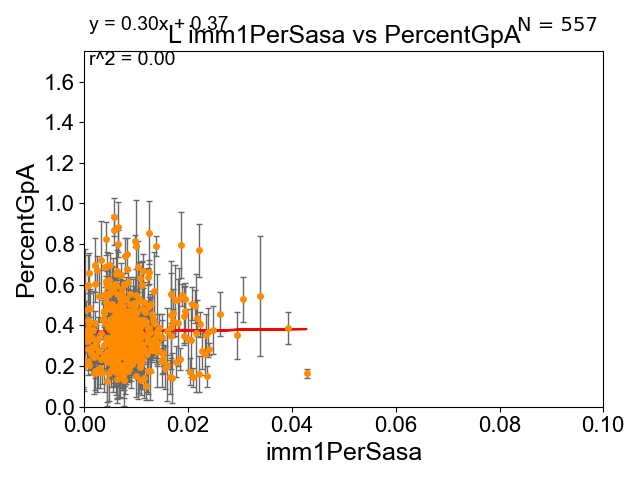 y = 0.30x + 0.37
N = 557
L imm1PerSasa vs PercentGpA
r^2 = 0.00
PercentGpA
1.6
1.4
1.2
1.0
0.8
0.6
0.4
0.2
0.0
0.00 0.02 0.04 0.06 0.08 0.10
imm1PerSasa